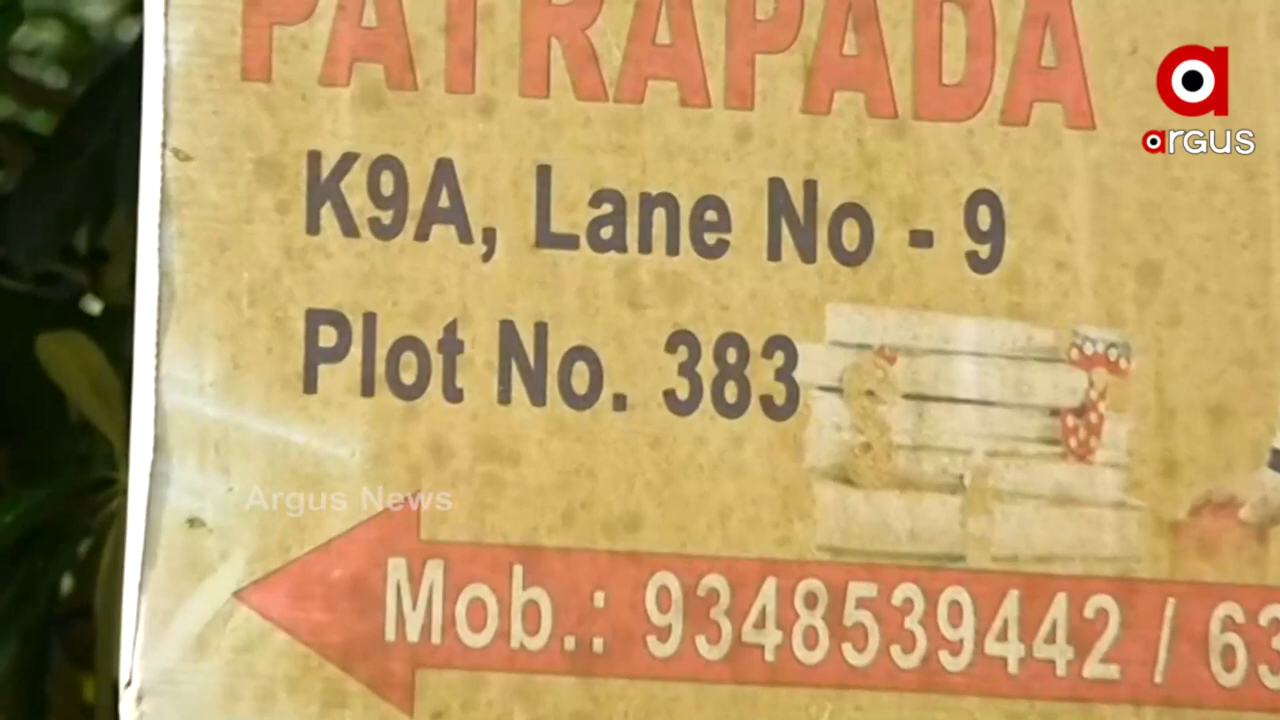 PATRAPADA
argus
K9A, Lane No - 9
Plot No. 383
Argus News
Mob.: 9348539442 / 63